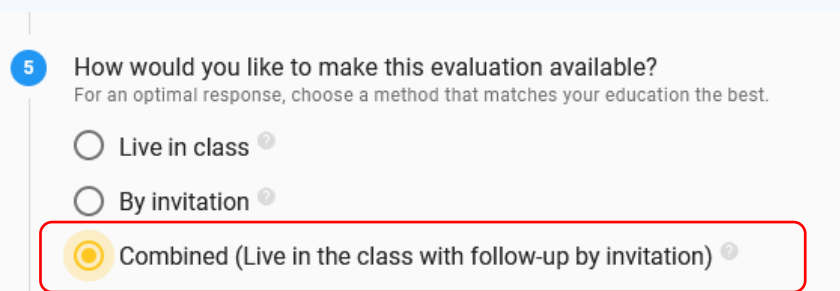 5
How would you like to make this evaluation available?
For an optimal response, choose a method that matches your education the best.
Live in class ?
By invitation ?
Combined (Live in the class with follow-up by invitation) ?